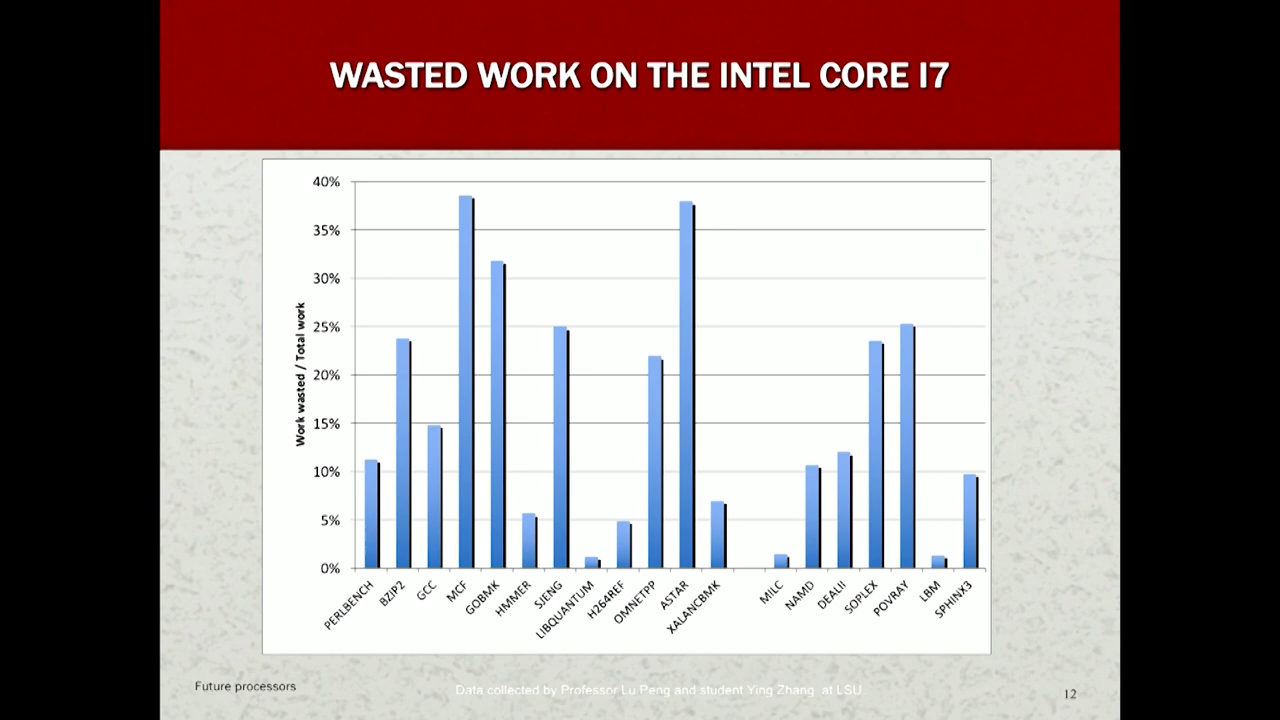 WASTED WORK ON THE INTEL CORE I7
40%
35%
30%
25%
20%
15%
10%
5%
0%
Work wasted / Total work
PERLBENCH
BZIP2
GCC
MCF
GOBMK
HMMER
SJENG
LIBQUANTUM
H264REF
OMNETPP
ASTAR
XALANCBMK
MILC
NAMD
DEALII
SOPLEX
POVRAY
LBM
SPHINX3
Future processors
Data collected by Professor Lu Peng and student Ying Zhang at LSU
12